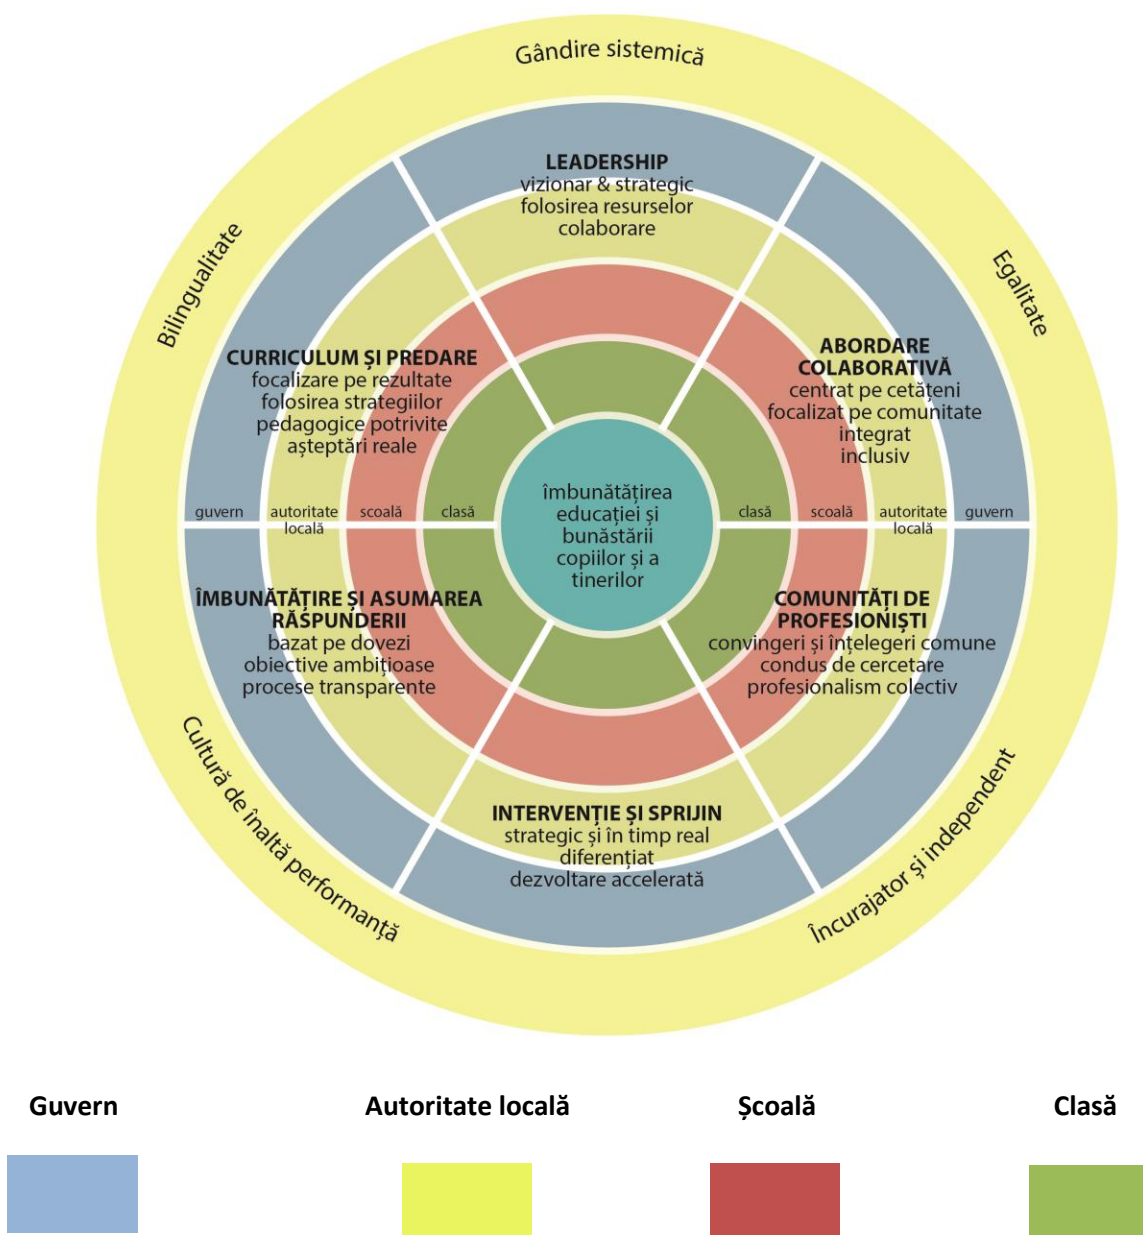 Gândire sistemică
Bilingualitate
Egalitate
LEADERSHIP
vizionar & strategic
folosirea resurselor
colaborare
CURRICULUM ȘI PREDARE
focalizare pe rezultate
folosirea strategiilor
pedagogice potrivite
așteptări reale
ABORDARE
COLABORATIVĂ
centrat pe cetățeni
focalizat pe comunitate
integrat
inclusiv
îmbunătățirea
educației și
bunăstării
copiilor și a
tinerilor
guvern
autoritate
locală
scoală
clasă
clasă
scoală
autoritate
locală
guvern
ÎMBUNĂTĂȚIRE ȘI ASUMAREA
RĂSPUNDERII
bazat pe dovezi
obiective ambițioase
procese transparente
COMUNITĂȚI DE
PROFESIONIȘTI
convingeri și înțelegeri comune
condus de cercetare
profesionalism colectiv
INTERVENȚIE ȘI SPRIJIN
strategic și în timp real
diferențiat
dezvoltare accelerată
Cultură de înaltă performanță
Încurajator și independent
Guvern
Autoritate locală
Școală
Clasă